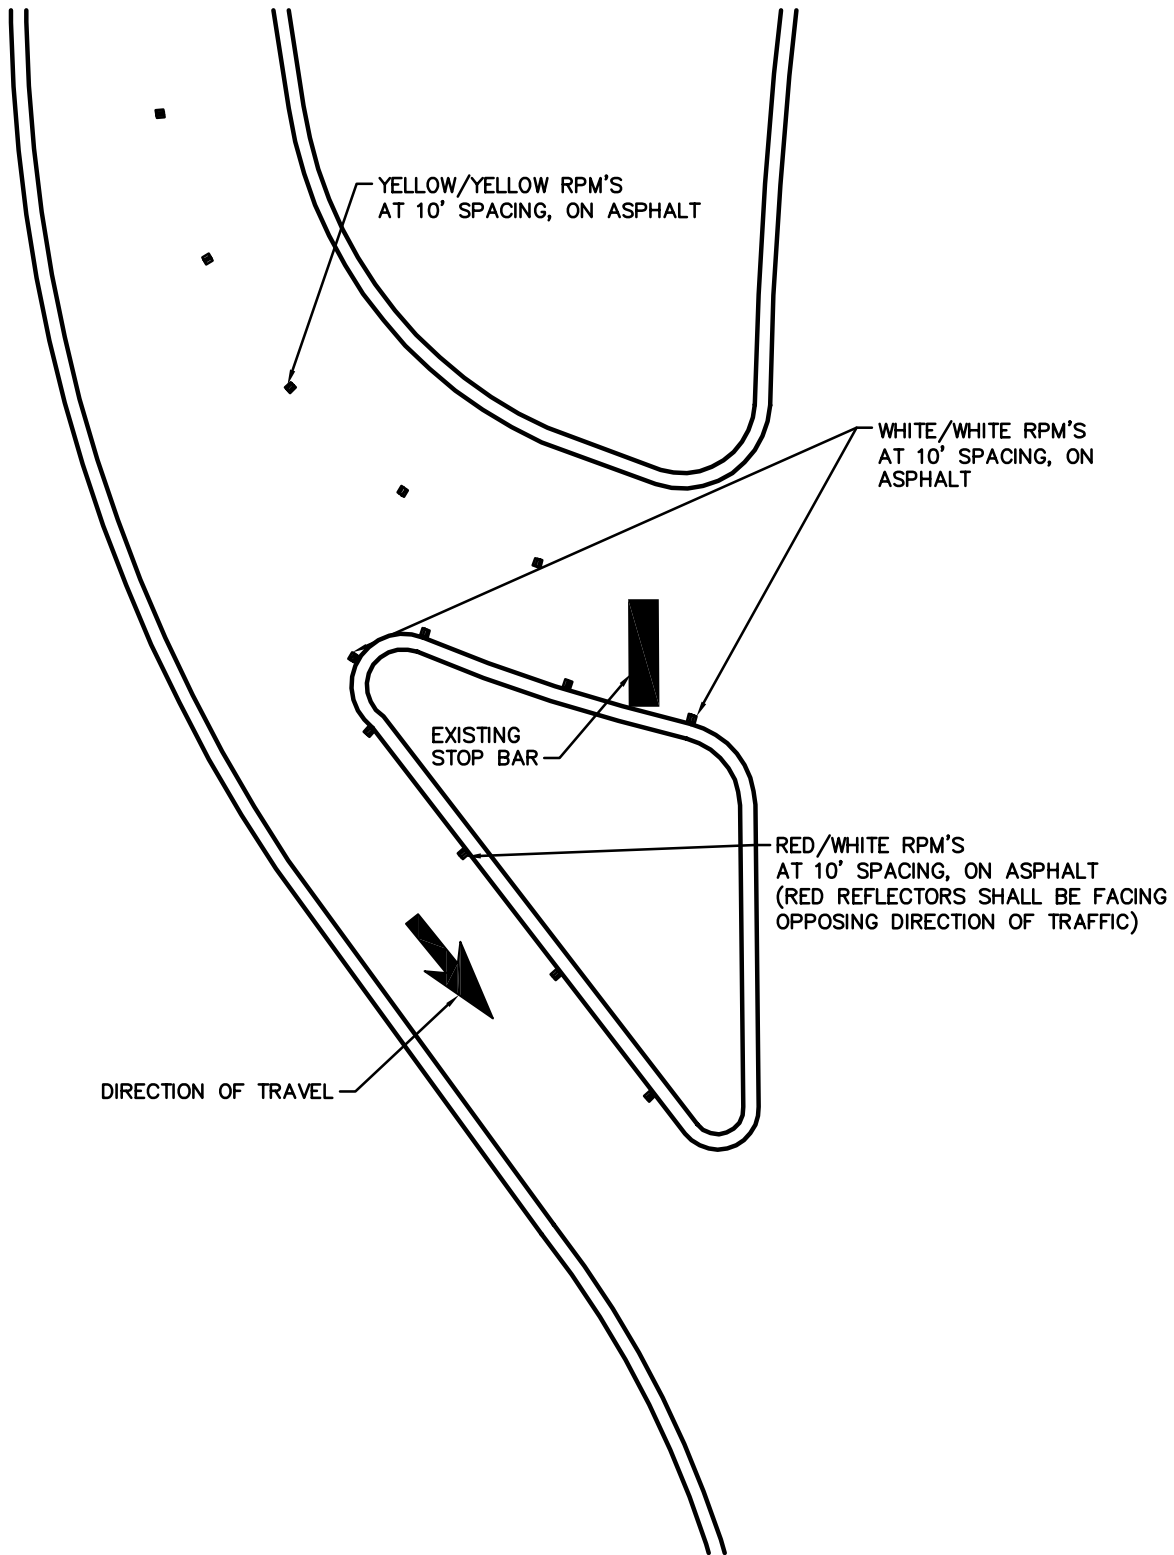 YELLOW/YELLOW RPM'S
AT 10' SPACING, ON ASPHALT
WHITE/WHITE RPM'S
AT 10' SPACING, ON
ASPHALT
EXISTING
STOP BAR
RED/WHITE RPM'S
AT 10' SPACING, ON ASPHALT
(RED REFLECTORS SHALL BE FACING
OPPOSING DIRECTION OF TRAFFIC)
DIRECTION OF TRAVEL